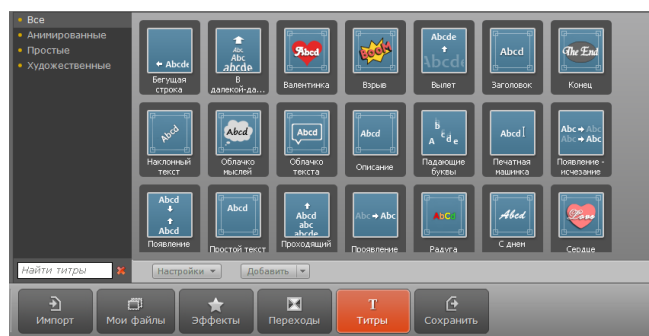 Все
Анимированные
Простые
Художественные
← Abcde
Abc
Abc
abcde
Abcd
BOOM
Abcde
Abcde
Abcd
The End
Бегущая
строка
В
далекой-да...
Валентинка
Взрыв
Вылет
Заголовок
Конец
Abcd
Abcd
Abcd
Abcd
b
A c d e
Abcd
Abc → Abc
Abc → Abc
Наклонный
текст
Облачко
мыслей
Облачко
текста
Описание
Падающие
буквы
Печатная
машинка
Появление -
исчезание
Abcd
Abcd
Abcd
Abcd
abc
abcde
Abc → Abc
AbCd
Abcd
Love
Появление
Простой текст
Проходящий
Проявление
Радуга
С днем
Сердце
Найти титры
Настройки
Добавить
Импорт
Мои файлы
Эффекты
Переходы
T
Титры
Сохранить